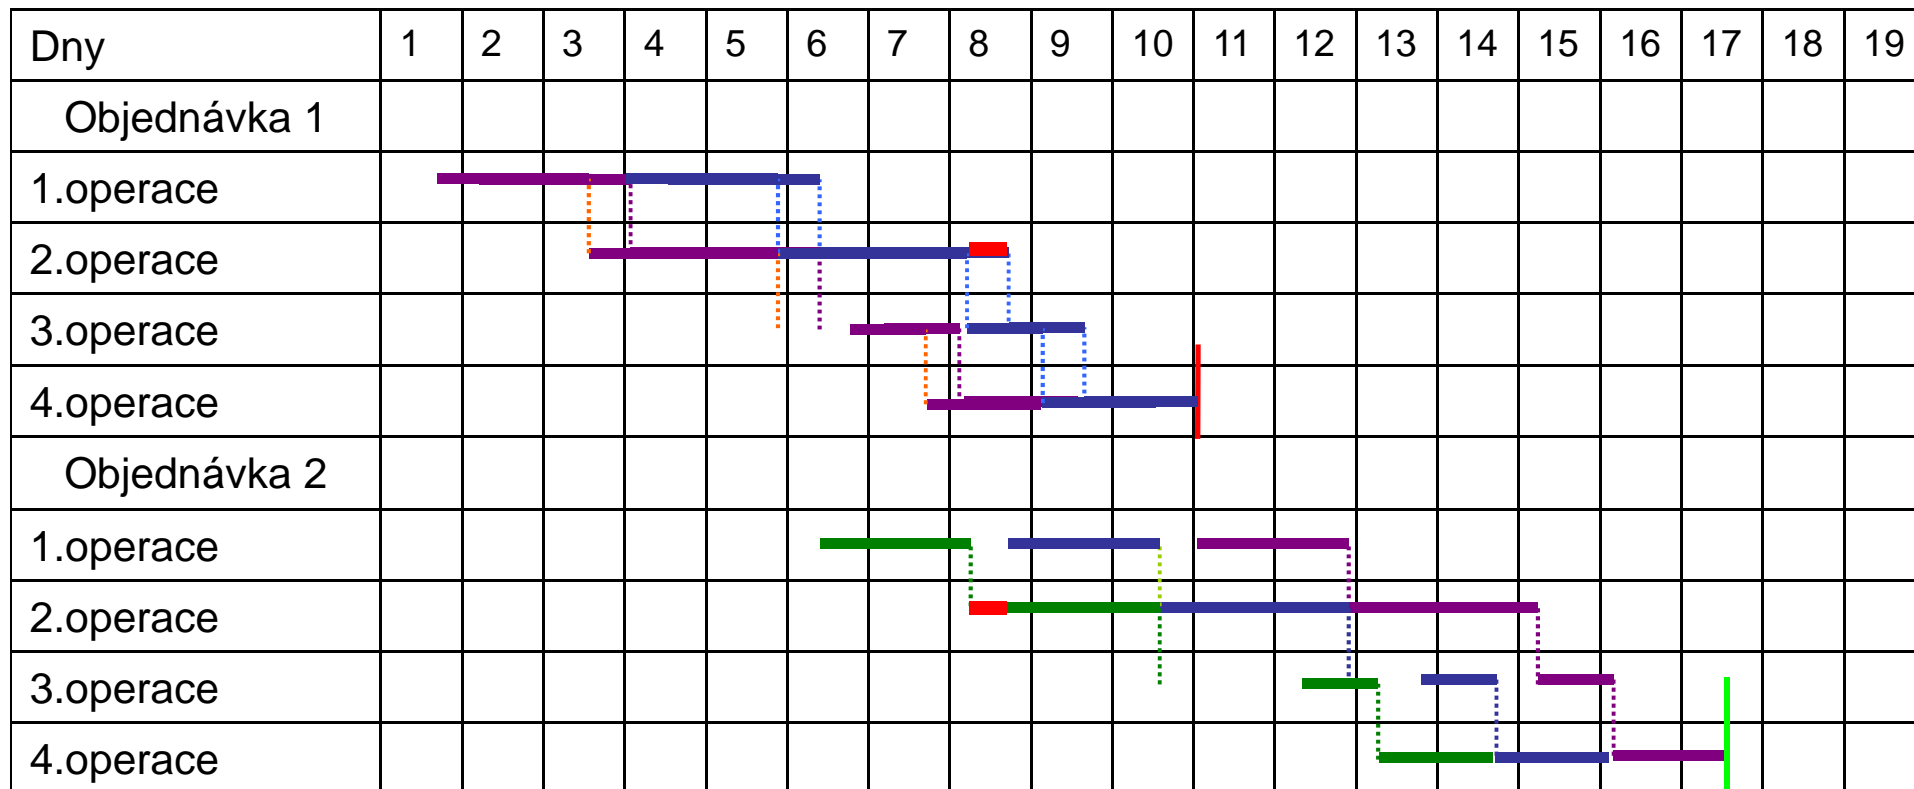 Dny 1 2 3 4 5 6 7 8 9 10 11 12 13 14 15 16 17 18 19
Objednávka 1
1.operace
2.operace
3.operace
4.operace
Objednávka 2
1.operace
2.operace
3.operace
4.operace